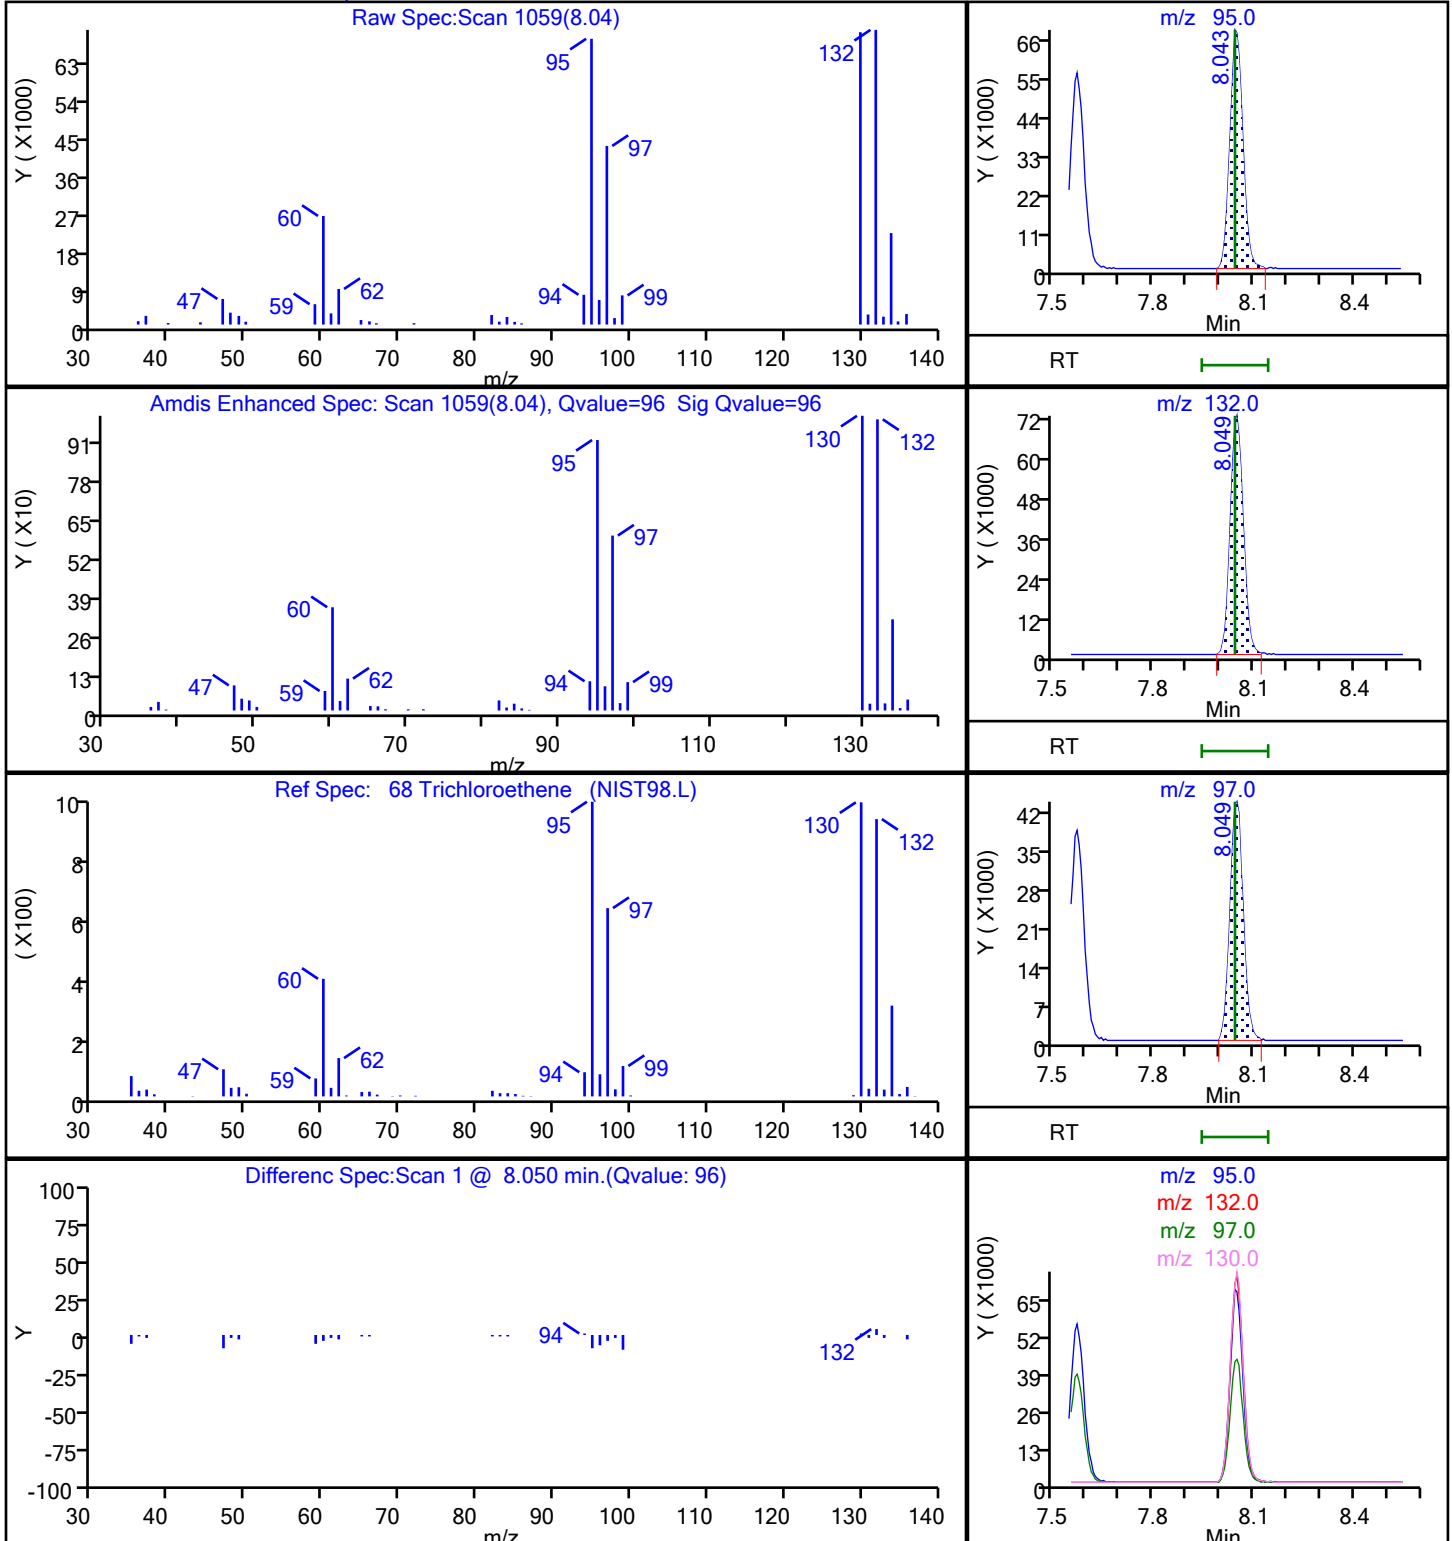 Raw Spec:Scan 1059(8.04)
Y ( X1000)
63
54
45
36
27
18
9
0
47
59
60
62
94
95
97
99
132
30 40 50 60 70 80 90 100 110 120 130 140
m/z
m/z 95.0
Y ( X1000)
66
55
44
33
22
11
0
8.043
7.5 7.8 8.1 8.4
Min
RT
Amdis Enhanced Spec: Scan 1059(8.04), Qvalue=96 Sig Qvalue=96
Y ( X10)
91
78
65
52
39
26
13
0
47
59
60
62
94
95
97
99
130
132
30 50 70 90 110 130
m/z
m/z 132.0
Y ( X1000)
72
60
48
36
24
12
0
8.049
7.5 7.8 8.1 8.4
Min
RT
Ref Spec: 68 Trichloroethene (NIST98.L)
( X100)
10
8
6
4
2
0
47
59
60
62
94
95
97
99
130
132
30 40 50 60 70 80 90 100 110 120 130 140
m/z 97.0
Y ( X1000)
42
35
28
21
14
7
0
8.049
7.5 7.8 8.1 8.4
Min
RT
Differenc Spec:Scan 1 @ 8.050 min.(Qvalue: 96)
Y
100
75
50
25
0
-25
-50
-75
-100
94
132
30 40 50 60 70 80 90 100 110 120 130 140
m/z
m/z 95.0
m/z 132.0
m/z 97.0
m/z 130.0
Y ( X1000)
65
52
39
26
13
0
7.5 7.8 8.1 8.4
Min